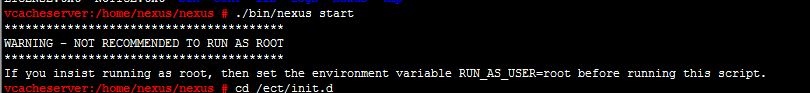 vcacheserver:/home/nexus/nexus # ./bin/nexus start
****************************************
WARNING - NOT RECOMMENDED TO RUN AS ROOT
****************************************
If you insist running as root, then set the environment variable RUN_AS_USER=root before running this script.
vcacheserver:/home/nexus/nexus # cd /ect/init.d